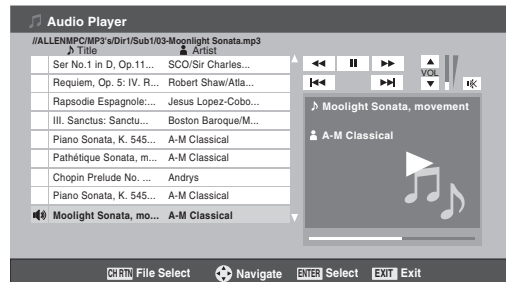 Audio Player
//ALLENMPC/MP3's/Dir1/Sub1/03-Moonlight Sonata.mp3
Title Artist
Ser No.1 in D, Op.11... SCO/Sir Charles...
Requiem, Op. 5: IV. R... Robert Shaw/Atla...
Rapsodie Espagnole:... Jesus Lopez-Cobo...
III. Sanctus: Sanctu... Boston Baroque/M...
Piano Sonata, K. 545... A-M Classical
Pathétique Sonata, m... A-M Classical
Chopin Prelude No. ... Andrys
Piano Sonata, K. 545... A-M Classical
Moolight Sonata, mo... A-M Classical
VOL
Moolight Sonata, movement
A-M Classical
CH RTN File Select Navigate ENTER Select EXIT Exit